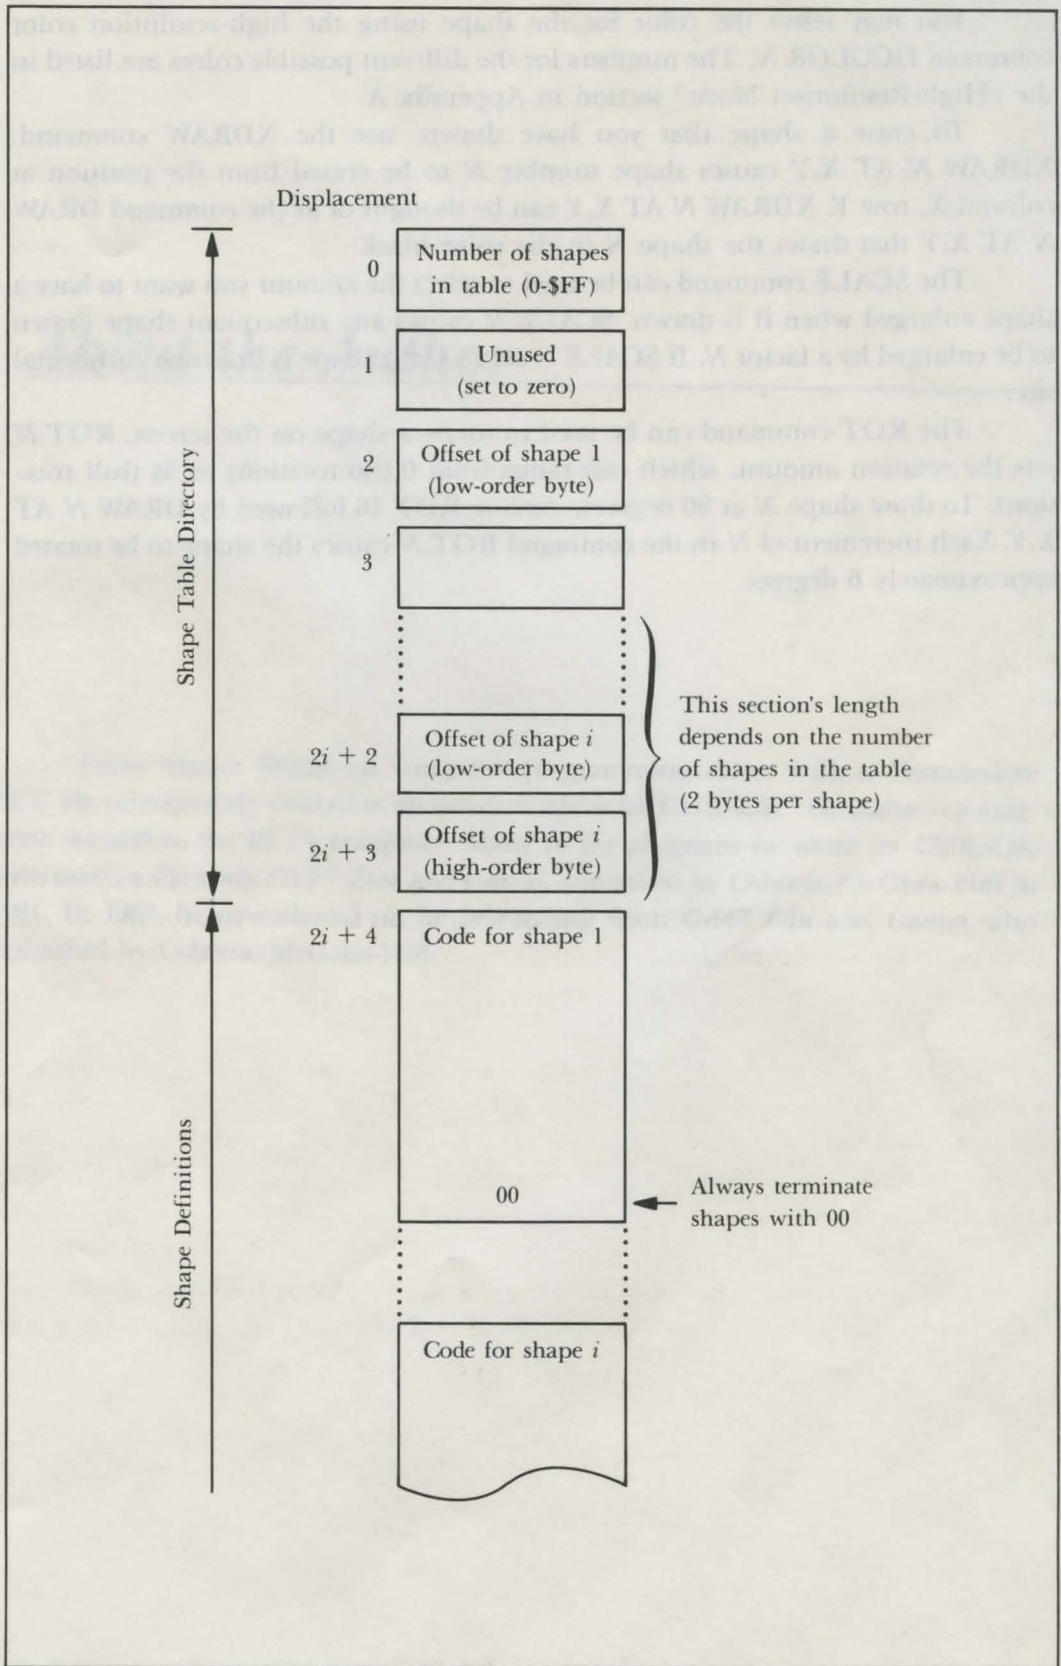 Displacement
0
Number of shapes
in table (0-$FF)
1
Unused
(set to zero)
2
Offset of shape 1
(low-order byte)
3
Shape Table Directory
2i + 2
Offset of shape i
(low-order byte)
2i + 3
Offset of shape i
(high-order byte)
This section's length
depends on the number
of shapes in the table
(2 bytes per shape)
2i + 4
Code for shape 1
00
Always terminate
shapes with 00
Shape Definitions
Code for shape i